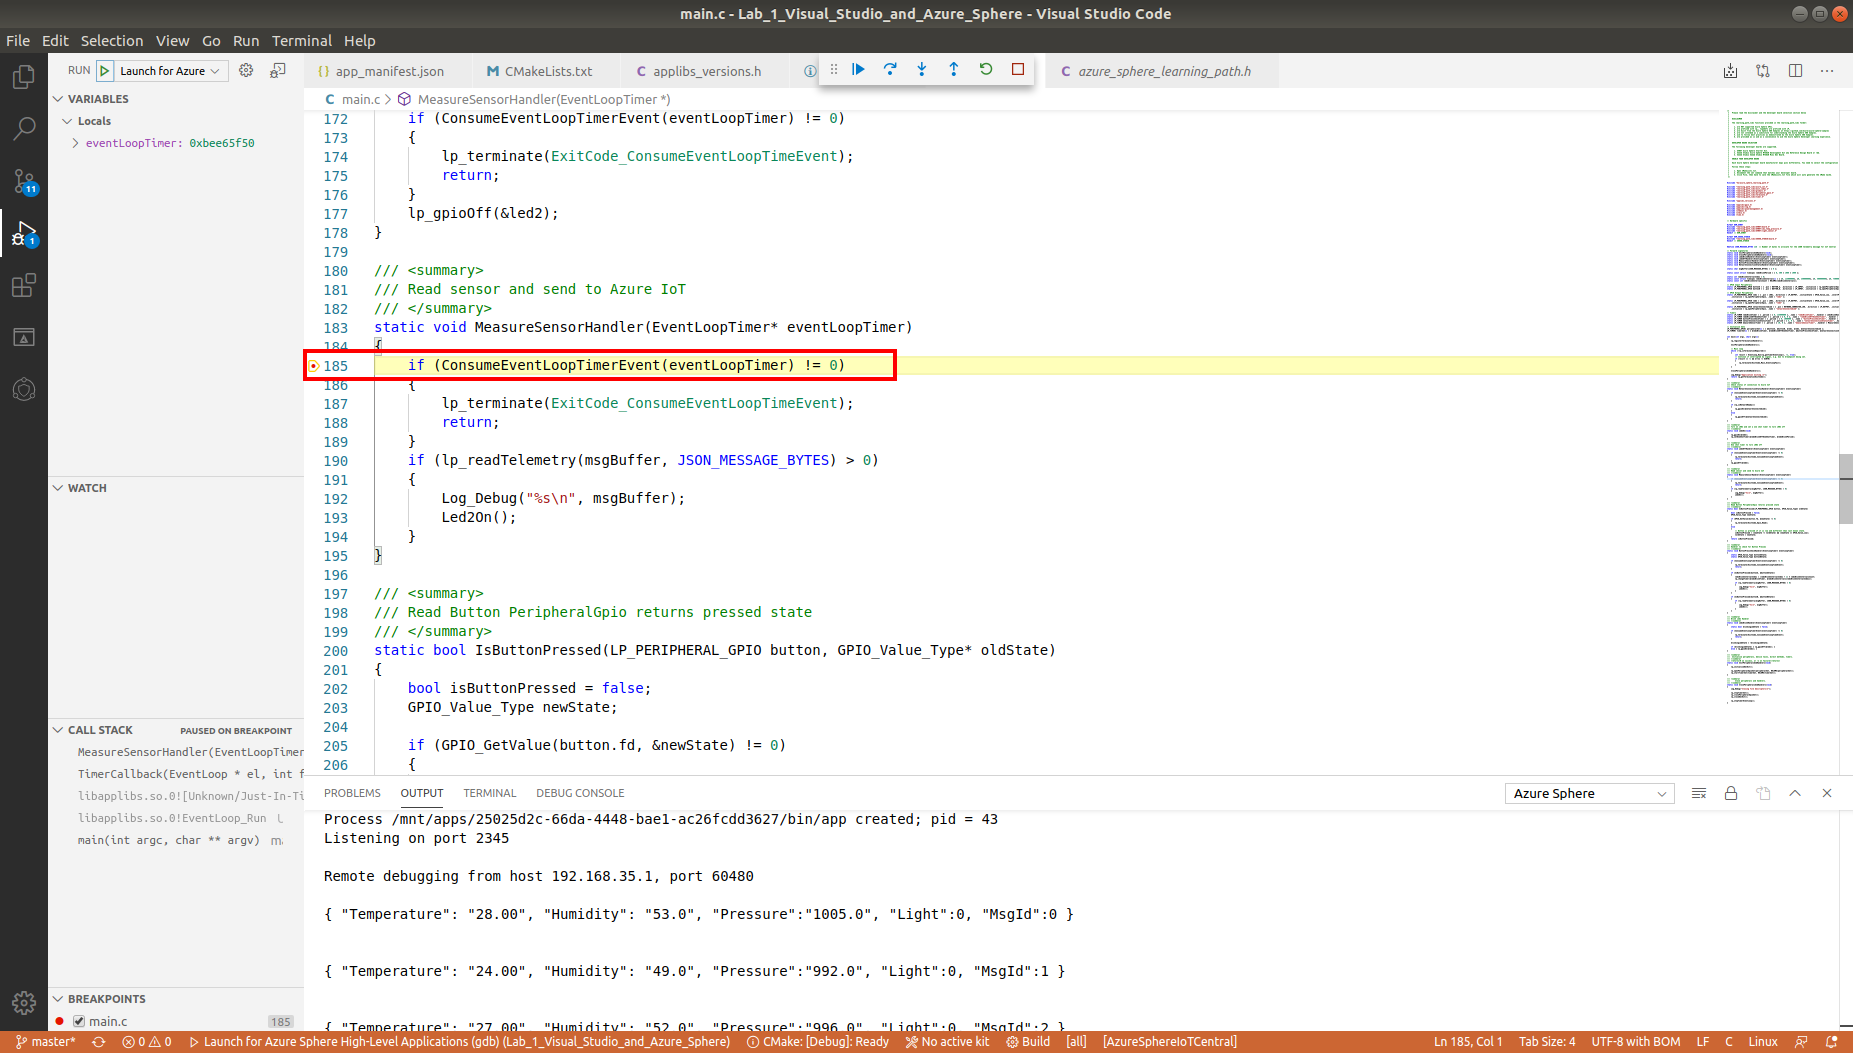 main.c - Lab_1_Visual_Studio_and_Azure_Sphere - Visual Studio Code
File Edit Selection View Go Run Terminal Help
RUN Launch for Azure
app_manifest.json
CMakeLists.txt
applibs_versions.h
azure_sphere_learning_path.h
main.c > MeasureSensorHandler(EventLoopTimer *)
VARIABLES
Locals
eventLoopTimer: 0xbee65f50
11
1
WATCH
CALL STACK PAUSED ON BREAKPOINT
MeasureSensorHandler(EventLoopTimer
TimerCallback(EventLoop * el, int f
libapplibs.so.0![Unknown/Just-In-Ti
libapplibs.so.0!EventLoop_Run
main(int argc, char ** argv)
BREAKPOINTS
main.c 185
172 if (ConsumeEventLoopTimerEvent(eventLoopTimer) != 0)
173 {
174 lp_terminate(ExitCode_ConsumeEventLoopTimeEvent);
175 return;
176 }
177 lp_gpioOff(&led2);
178 }
179
180 /// <summary>
181 /// Read sensor and send to Azure IoT
182 /// </summary>
183 static void MeasureSensorHandler(EventLoopTimer* eventLoopTimer)
184 {
185 if (ConsumeEventLoopTimerEvent(eventLoopTimer) != 0)
186 {
187 lp_terminate(ExitCode_ConsumeEventLoopTimeEvent);
188 return;
189 }
190 if (lp_readTelemetry(msgBuffer, JSON_MESSAGE_BYTES) > 0)
191 {
192 Log_Debug("%s\n", msgBuffer);
193 Led2On();
194 }
195 }
196
197 /// <summary>
198 /// Read Button PeripheralGpio returns pressed state
199 /// </summary>
200 static bool IsButtonPressed(LP_PERIPHERAL_GPIO button, GPIO_Value_Type* oldState)
201 {
202 bool isButtonPressed = false;
203 GPIO_Value_Type newState;
204
205 if (GPIO_GetValue(button.fd, &newState) != 0)
206 {
PROBLEMS OUTPUT TERMINAL DEBUG CONSOLE Azure Sphere
Process /mnt/apps/25025d2c-66da-4448-bae1-ac26fcdd3627/bin/app created; pid = 43
Listening on port 2345
Remote debugging from host 192.168.35.1, port 60480
{ "Temperature": "28.00", "Humidity": "53.0", "Pressure":"1005.0", "Light":0, "MsgId":0 }
{ "Temperature": "24.00", "Humidity": "49.0", "Pressure":"992.0", "Light":0, "MsgId":1 }
{ "Temperature": "27.00", "Humidity": "52.0", "Pressure":"996.0", "Light":0, "MsgId":2 }
master* 0 0 Launch for Azure Sphere High-Level Applications (gdb) (Lab_1_Visual_Studio_and_Azure_Sphere) CMake: [Debug]: Ready No active kit Build [all] [AzureSphereIoTCentral] Ln 185, Col 1 Tab Size: 4 UTF-8 with BOM LF C Linux